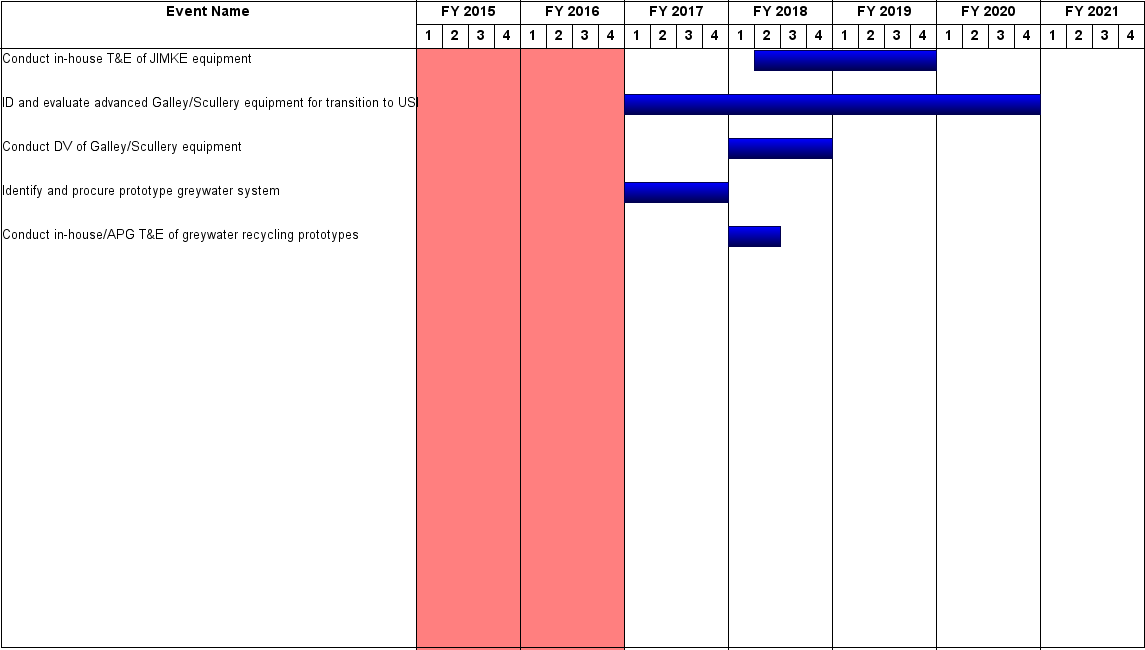 Event Name FY 2015 FY 2016 FY 2017 FY 2018 FY 2019 FY 2020 FY 2021
1 2 3 4 1 2 3 4 1 2 3 4 1 2 3 4 1 2 3 4 1 2 3 4 1 2 3 4
Conduct in-house T&E of JIMKE equipment
ID and evaluate advanced Galley/Scullery equipment for transition to
Conduct DV of Galley/Scullery equipment
Identify and procure prototype greywater system
Conduct in-house/APG T&E of greywater recycling prototypes